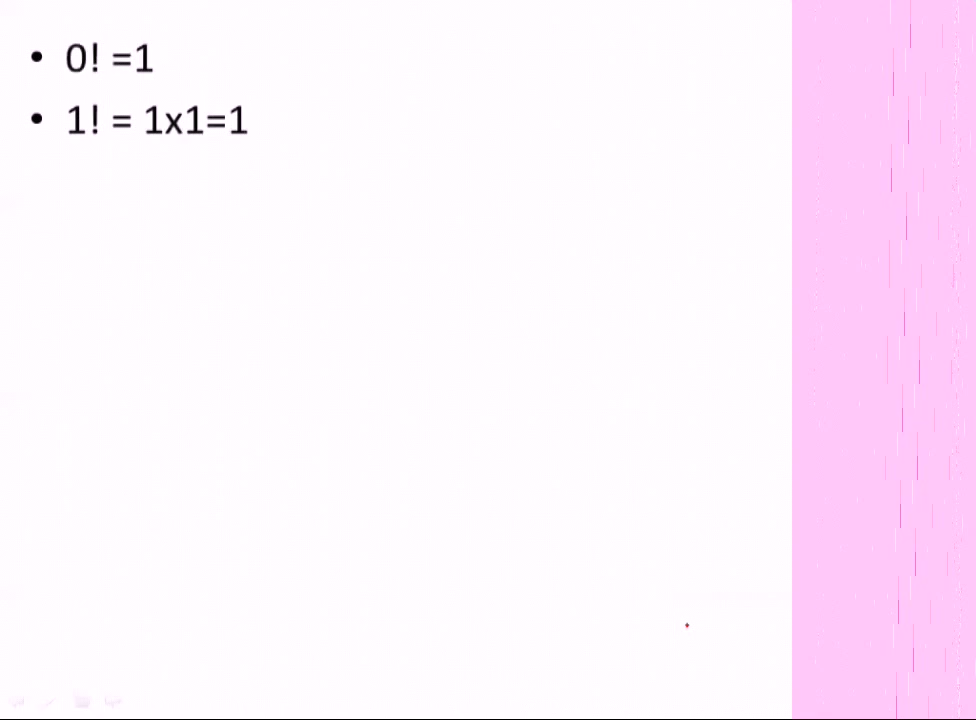 • 0! =1
• 1! = 1x1=1